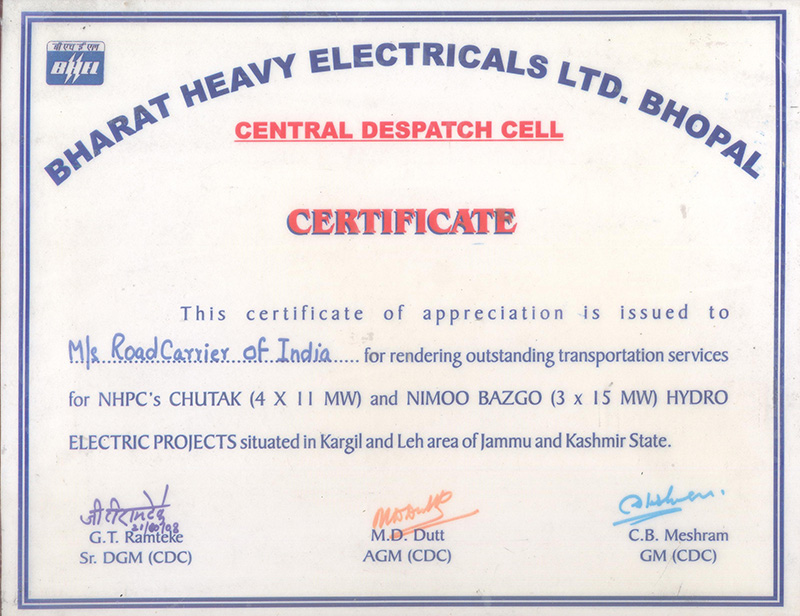 बी एच ई एल
BHEL
BHARAT HEAVY ELECTRICALS LTD. BHOPAL
CENTRAL DESPATCH CELL
CERTIFICATE
This certificate of appreciation is issued to
M/s Road Carrier of India..... for rendering outstanding transportation services
for NHPC's CHUTAK (4 X 11 MW) and NIMOO BAZGO (3 x 15 MW) HYDRO
ELECTRIC PROJECTS situated in Kargil and Leh area of Jammu and Kashmir State.
G.T. Ramteke M.D. Dutt C.B. Meshram
Sr. DGM (CDC) AGM (CDC) GM (CDC)